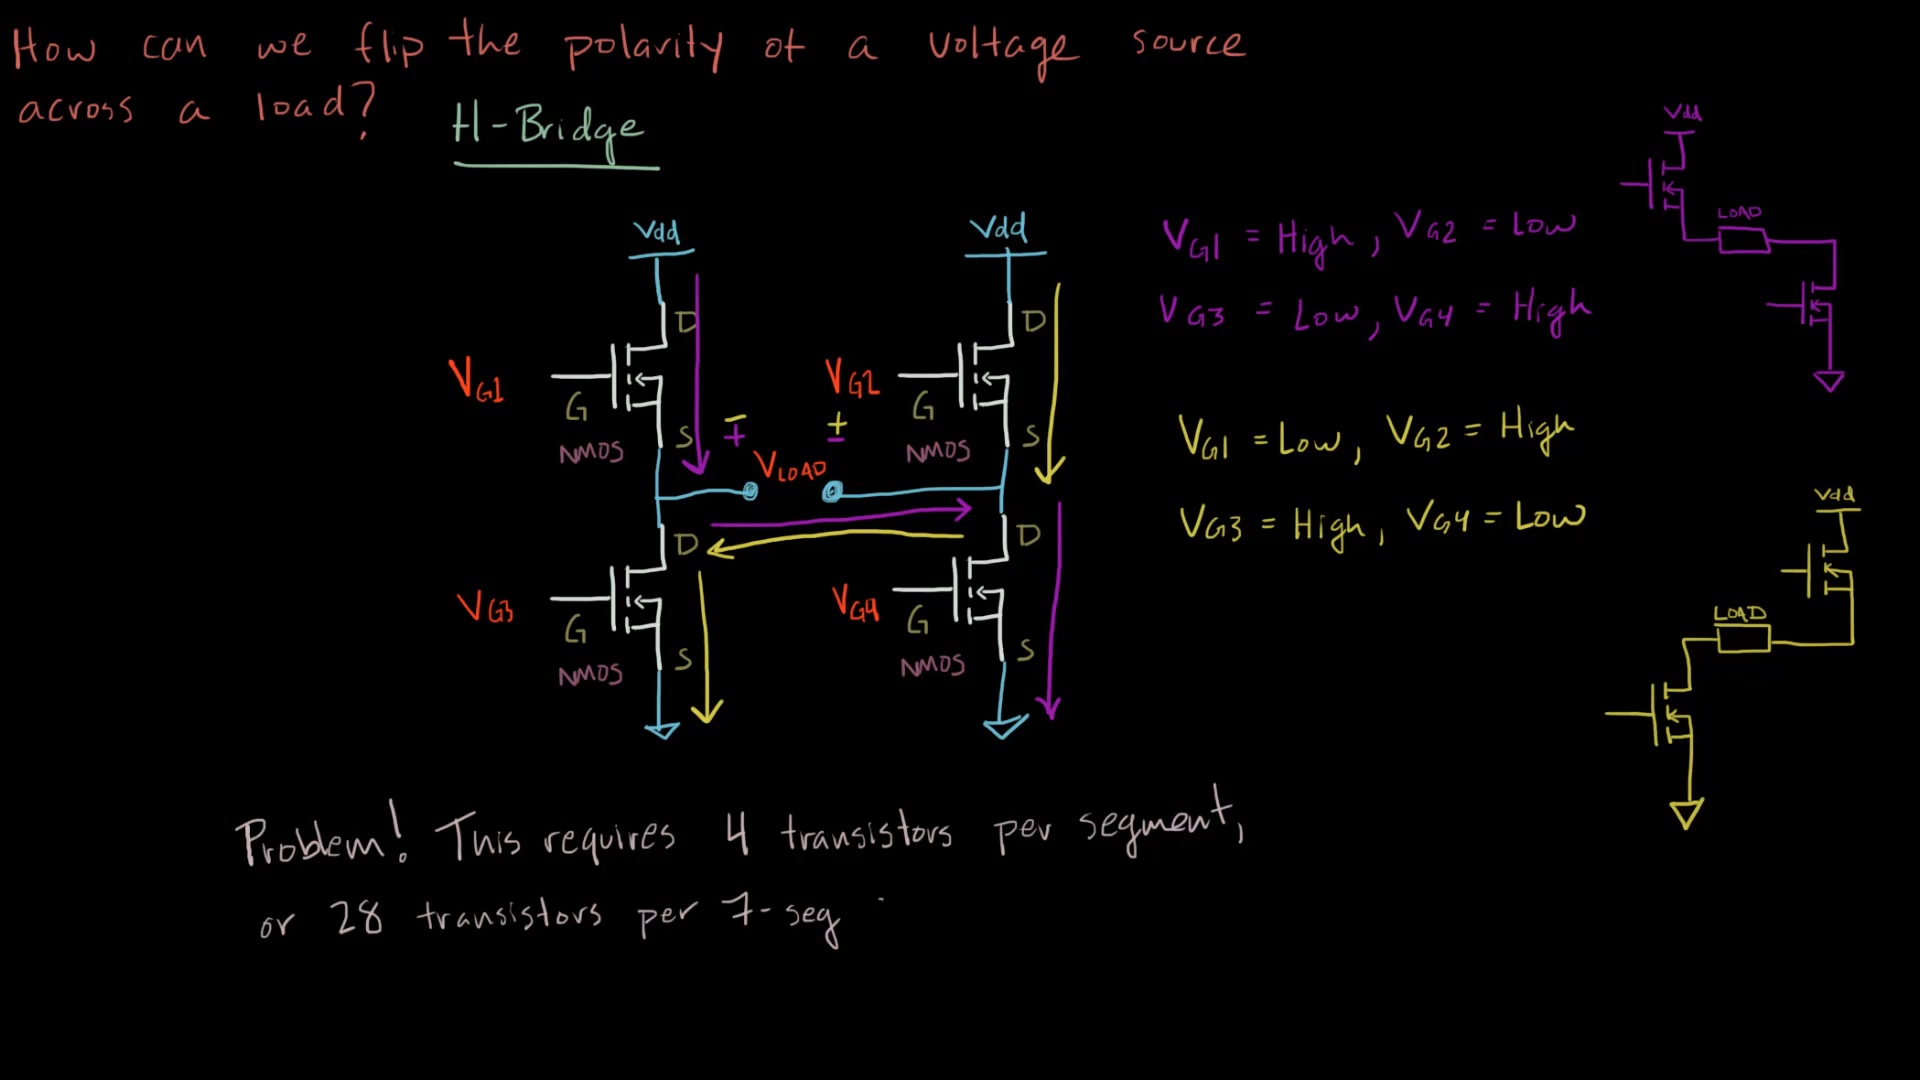 How can we flip the polarity of a voltage source
across a load?
H-Bridge
Vdd
Vdd
D
D
VG1
VG2
G
G
NMOS
NMOS
S
S
- +
+ -
VLOAD
D
D
VG3
VG4
G
G
NMOS
NMOS
S
S
VG1 = High, VG2 = Low
VG3 = Low, VG4 = High
Vdd
LOAD
VG1 = Low, VG2 = High
VG3 = High, VG4 = Low
Vdd
LOAD
Problem! This requires 4 transistors per segment,
or 28 transistors per 7-seg